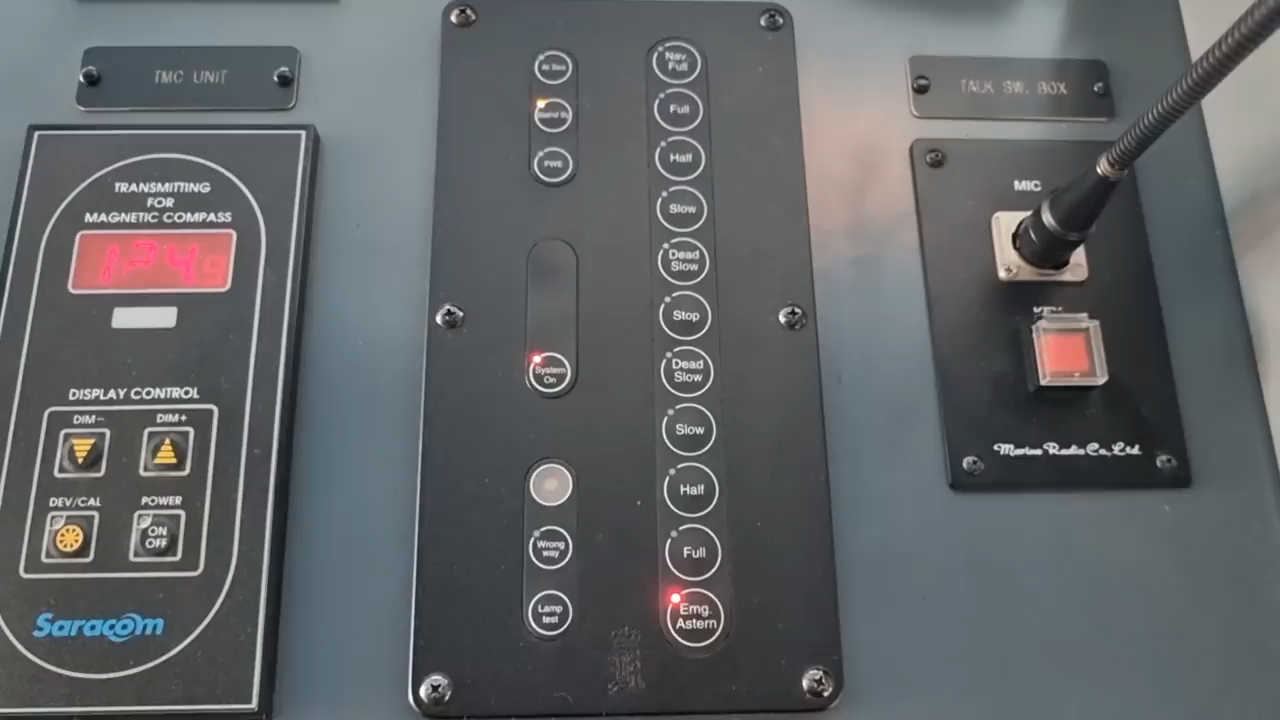 TMC UNIT
TRANSMITTING
FOR
MAGNETIC COMPASS
DISPLAY CONTROL
DIM-
DIM+
DEV/CAL
POWER
ON
OFF
Saracom
At Sea
Stand By
FWE
System
On
Wrong
way
Lamp
test
Nav.
Full
Full
Half
Slow
Dead
Slow
Stop
Dead
Slow
Slow
Half
Full
Emg.
Astern
TALK SW. BOX
MIC
KEY
Marine Radio Co., Ltd.